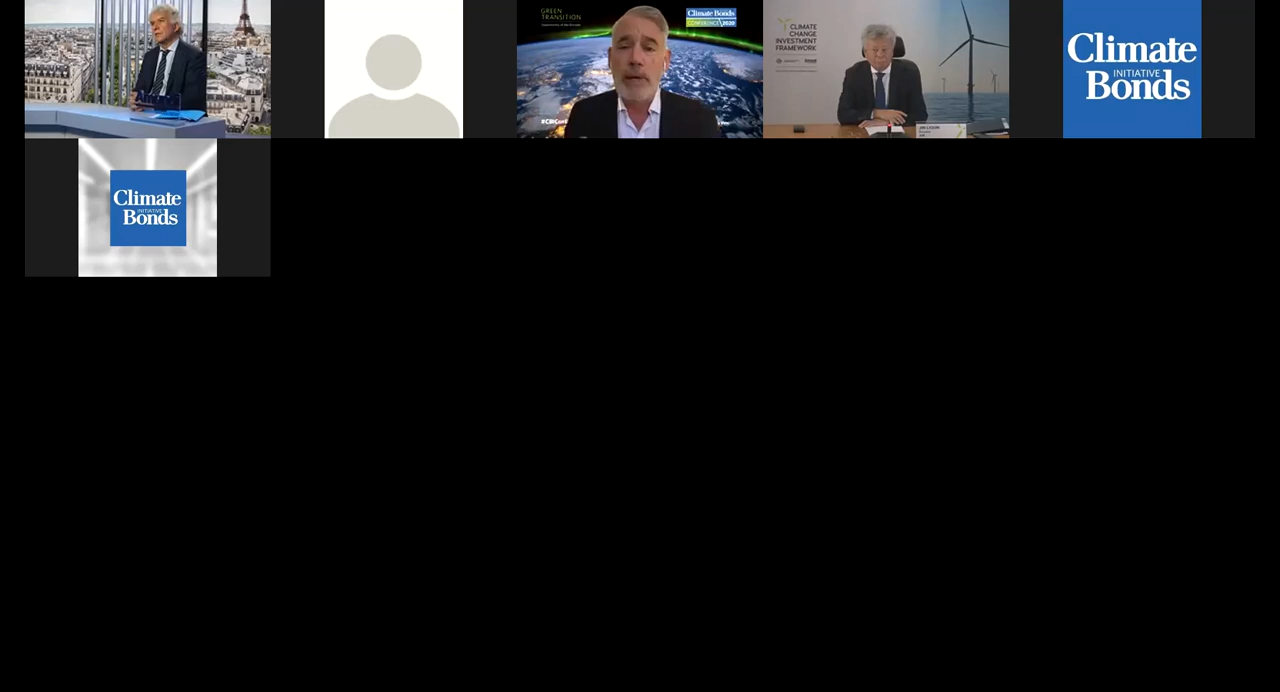 GREEN
TRANSITION
Climate Bonds
CONFERENCE 2020
CLIMATE
CHANGE
INVESTMENT
FRAMEWORK
Climate
INITIATIVE
Bonds
Climate
INITIATIVE
Bonds